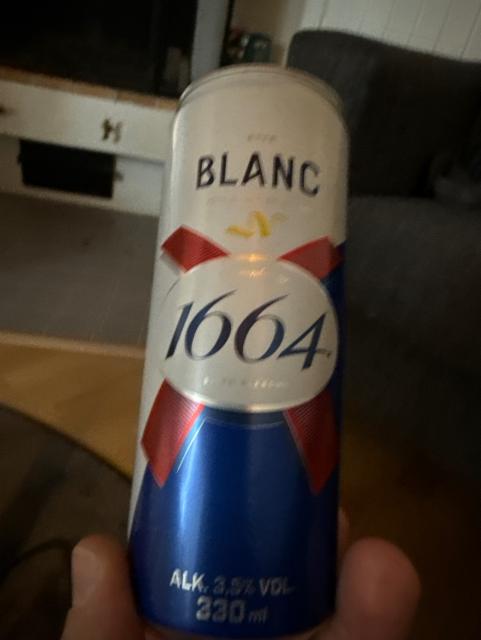 BLANC
1664
ALK. 3,5% VOL.
330 ml